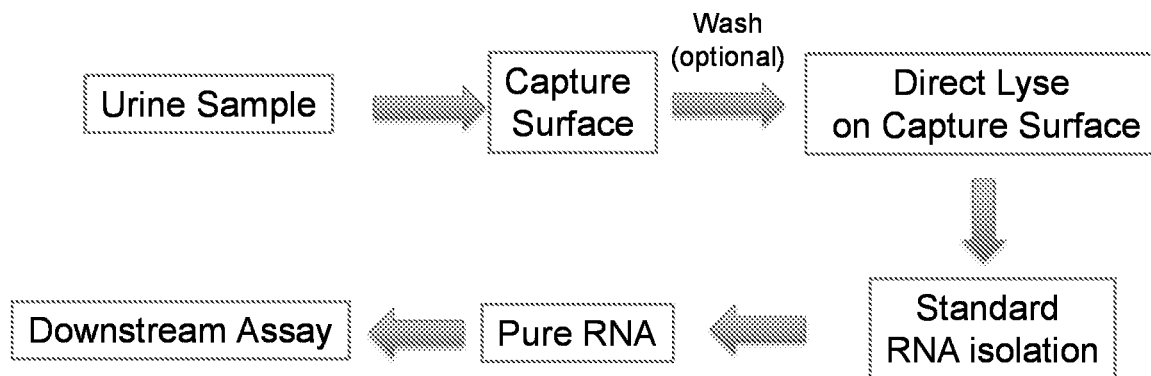 Urine Sample
Capture
Surface
Wash
(optional)
Direct Lyse
on Capture Surface
Standard
RNA isolation
Pure RNA
Downstream Assay